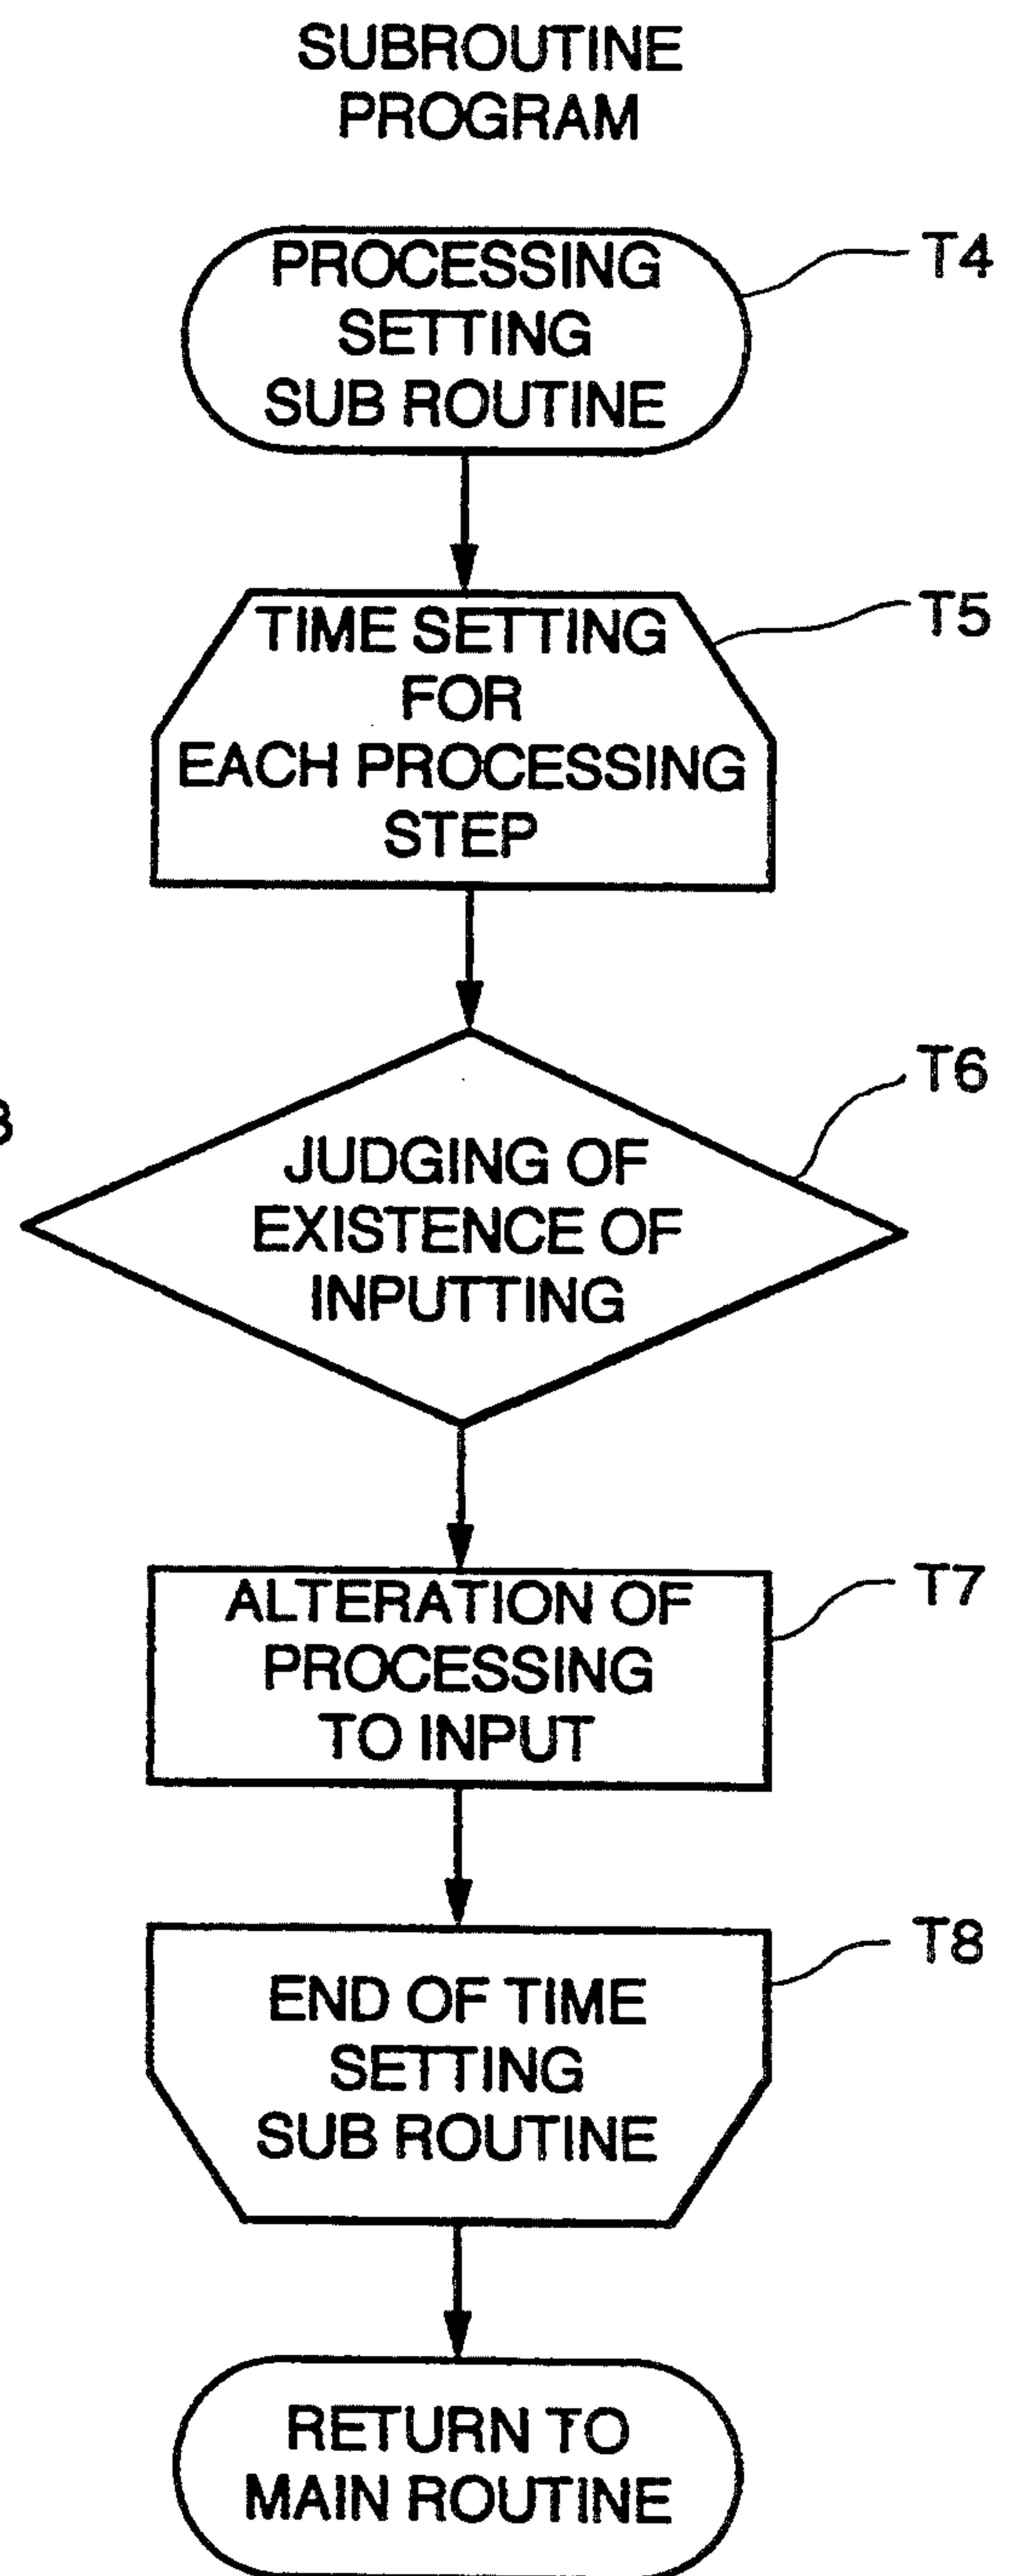 SUBROUTINE
PROGRAM
PROCESSING
SETTING
SUB ROUTINE
T4
TIME SETTING
FOR
EACH PROCESSING
STEP
T5
JUDGING OF
EXISTENCE OF
INPUTTING
T6
ALTERATION OF
PROCESSING
TO INPUT
T7
END OF TIME
SETTING
SUB ROUTINE
T8
RETURN TO
MAIN ROUTINE